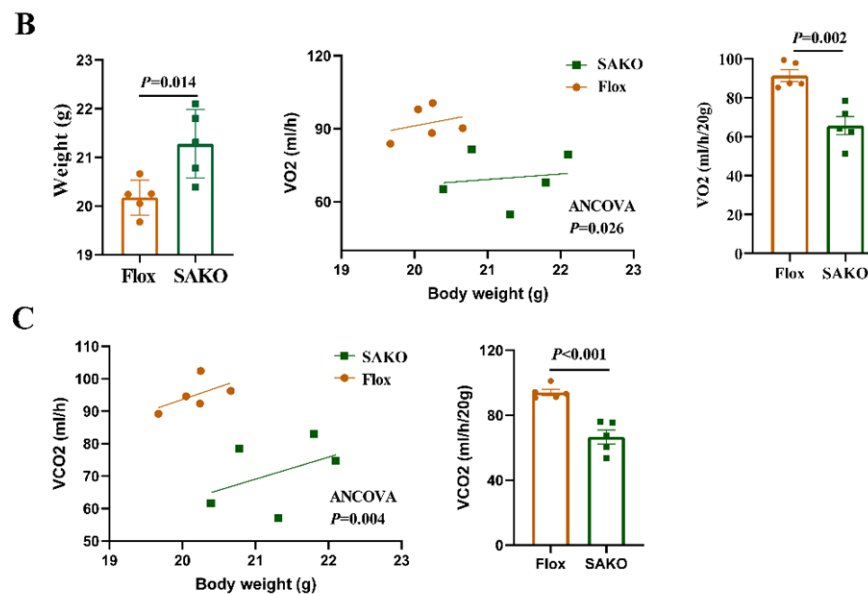 B
P=0.014
Weight (g)
23
22
21
20
19
Flox SAKO
VO2 (ml/h)
120
90
60
19 20 21 22 23
Body weight (g)
SAKO
Flox
ANCOVA
P=0.026
P=0.002
VO2 (ml/h/20g)
100
80
60
40
20
0
Flox SAKO
C
VCO2 (ml/h)
110
100
90
80
70
60
50
19 20 21 22 23
Body weight (g)
SAKO
Flox
ANCOVA
P=0.004
P<0.001
VCO2 (ml/h/20g)
120
80
40
0
Flox SAKO